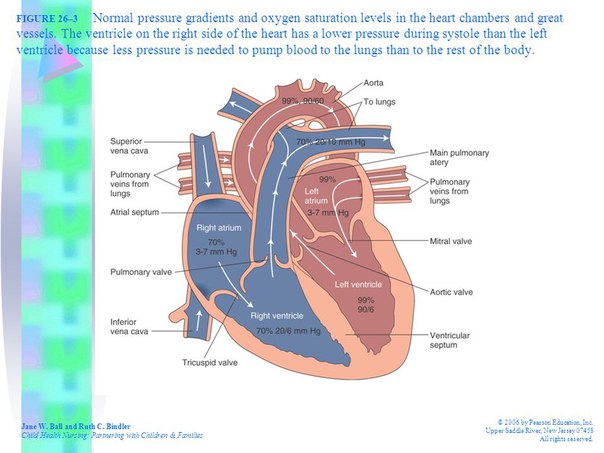 FIGURE 26–3 Normal pressure gradients and oxygen saturation levels in the heart chambers and great
vessels. The ventricle on the right side of the heart has a lower pressure during systole than the left
ventricle because less pressure is needed to pump blood to the lungs than to the rest of the body.
Aorta
99%, 90/60
To lungs
70% 20/10 mm Hg
Superior
vena cava
Main pulmonary
atery
Pulmonary
veins from
lungs
99%
Left
atrium
3-7 mm Hg
Pulmonary
veins from
lungs
Atrial septum
Right atrium
70%
3-7 mm Hg
Mitral valve
Pulmonary valve
Left ventricle
99%
90/6
Aortic valve
Inferior
vena cava
Right ventricle
70% 20/6 mm Hg
Ventricular
septum
Tricuspid valve
Jane W. Ball and Ruth C. Bindler
Child Health Nursing: Partnering with Children & Families
© 2006 by Pearson Education, Inc.
Upper Saddle River, New Jersey 07458
All rights reserved.